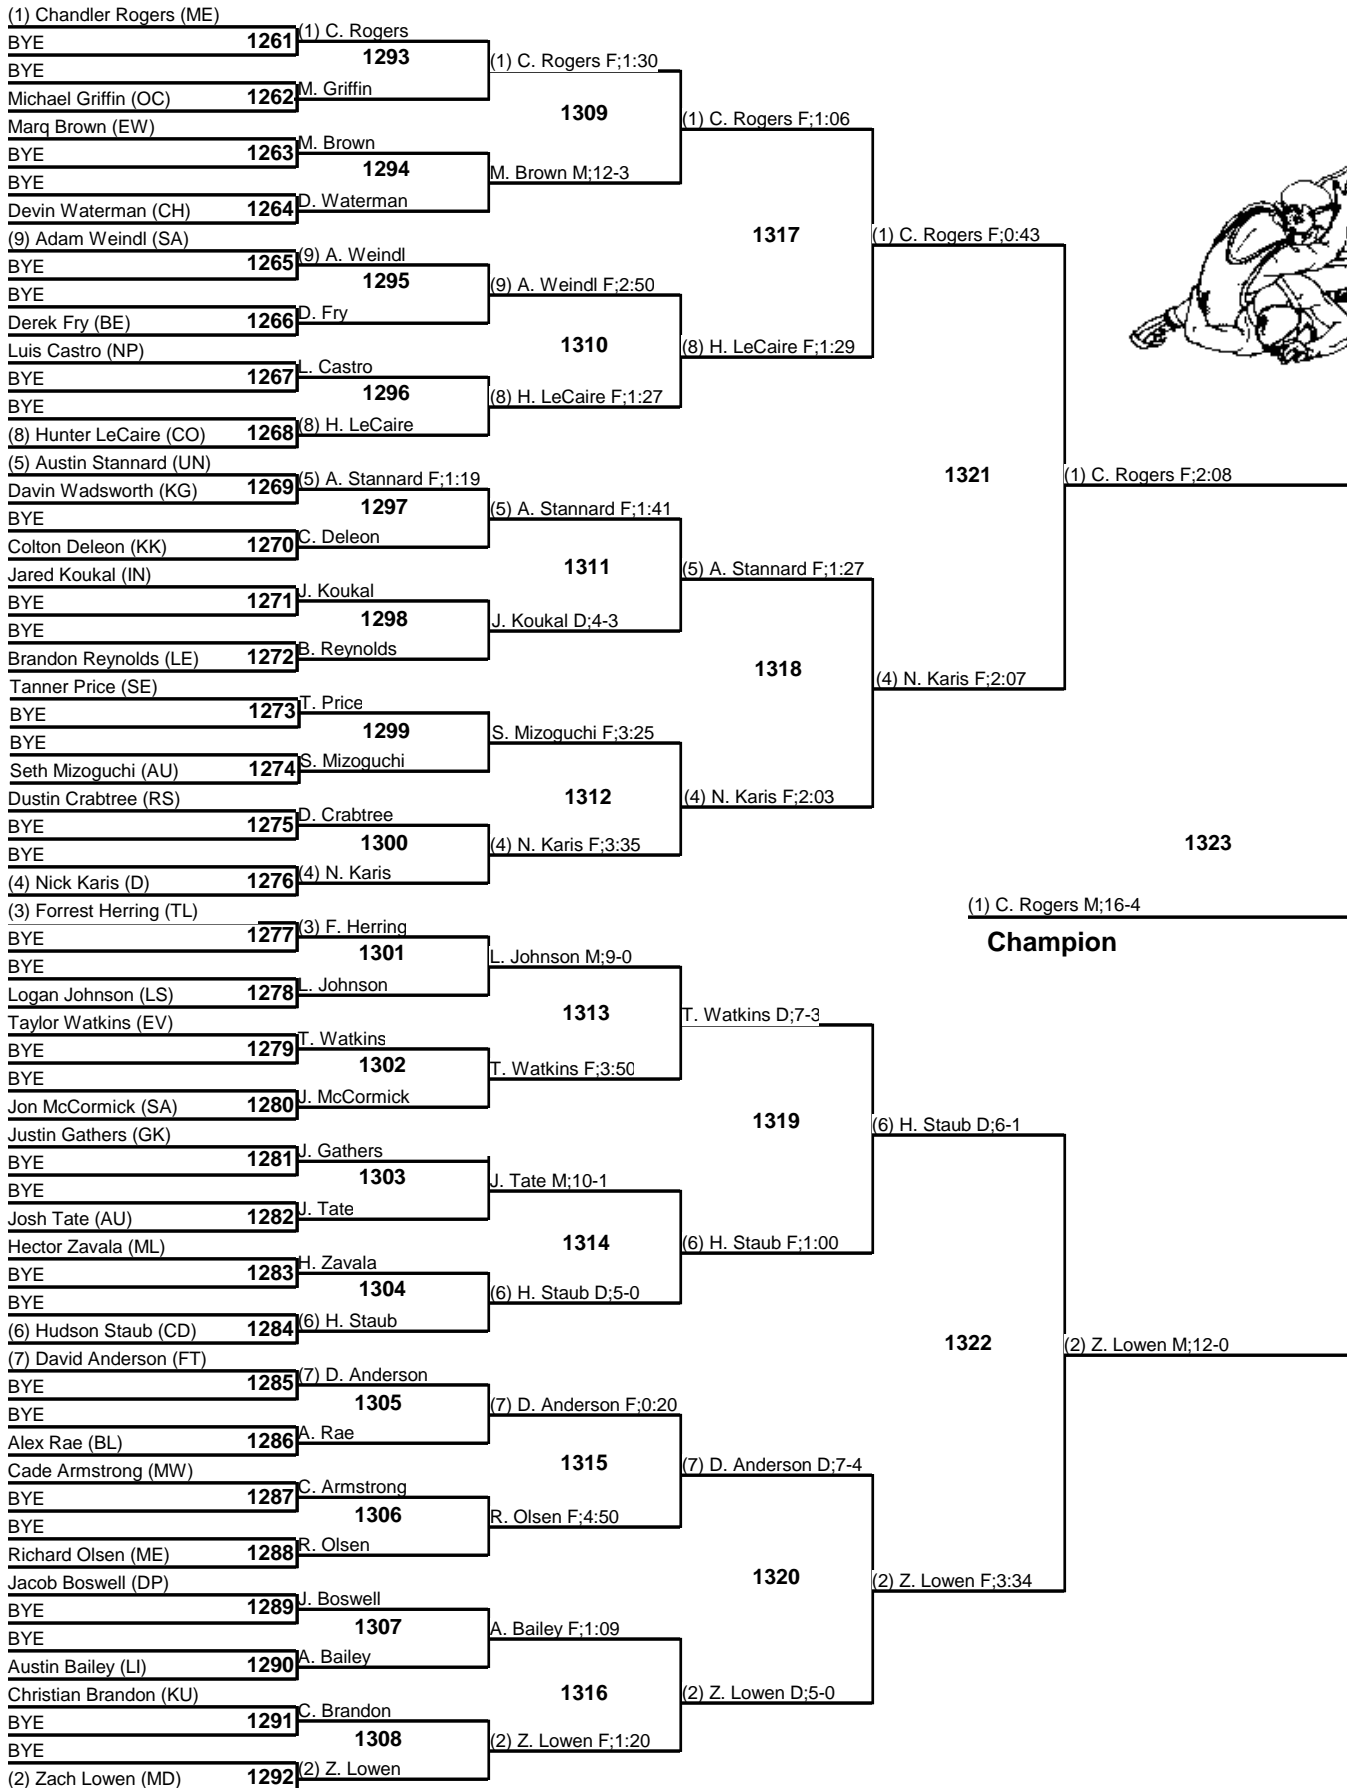 (1) Chandler Rogers (ME)
BYE
1261
BYE
Michael Griffin (OC)
1262
Marq Brown (EW)
BYE
1263
BYE
Devin Waterman (CH)
1264
(9) Adam Weindl (SA)
BYE
1265
BYE
Derek Fry (BE)
1266
Luis Castro (NP)
BYE
1267
BYE
(8) Hunter LeCaire (CO)
1268
(5) Austin Stannard (UN)
Davin Wadsworth (KG)
1269
BYE
Colton Deleon (KK)
1270
Jared Koukal (IN)
BYE
1271
BYE
Brandon Reynolds (LE)
1272
Tanner Price (SE)
BYE
1273
BYE
Seth Mizoguchi (AU)
1274
Dustin Crabtree (RS)
BYE
1275
BYE
(4) Nick Karis (D)
1276
(3) Forrest Herring (TL)
BYE
1277
BYE
Logan Johnson (LS)
1278
Taylor Watkins (EV)
BYE
1279
BYE
Jon McCormick (SA)
1280
Justin Gathers (GK)
BYE
1281
BYE
Josh Tate (AU)
1282
Hector Zavala (ML)
BYE
1283
BYE
(6) Hudson Staub (CD)
1284
(7) David Anderson (FT)
BYE
1285
BYE
Alex Rae (BL)
1286
Cade Armstrong (MW)
BYE
1287
BYE
Richard Olsen (ME)
1288
Jacob Boswell (DP)
BYE
1289
BYE
Austin Bailey (LI)
1290
Christian Brandon (KU)
BYE
1291
BYE
(2) Zach Lowen (MD)
1292
(1) C. Rogers
1293
M. Griffin
M. Brown
1294
D. Waterman
(9) A. Weindl
1295
D. Fry
L. Castro
1296
(8) H. LeCaire
(5) A. Stannard F;1:19
1297
C. Deleon
J. Koukal
1298
B. Reynolds
T. Price
1299
S. Mizoguchi
D. Crabtree
1300
(4) N. Karis
(3) F. Herring
1301
L. Johnson
T. Watkins
1302
J. McCormick
J. Gathers
1303
J. Tate
H. Zavala
1304
(6) H. Staub
(7) D. Anderson
1305
A. Rae
C. Armstrong
1306
R. Olsen
J. Boswell
1307
A. Bailey
C. Brandon
1308
(2) Z. Lowen
(1) C. Rogers F;1:30
1309
M. Brown M;12-3
(9) A. Weindl F;2:50
1310
(8) H. LeCaire F;1:27
(5) A. Stannard F;1:41
1311
J. Koukal D;4-3
S. Mizoguchi F;3:25
1312
(4) N. Karis F;3:35
L. Johnson M;9-0
1313
T. Watkins F;3:50
J. Tate M;10-1
1314
(6) H. Staub D;5-0
(7) D. Anderson F;0:20
1315
R. Olsen F;4:50
A. Bailey F;1:09
1316
(2) Z. Lowen F;1:20
(1) C. Rogers F;1:06
1317
(8) H. LeCaire F;1:29
(5) A. Stannard F;1:27
1318
(4) N. Karis F;2:03
T. Watkins D;7-3
1319
(6) H. Staub F;1:00
(7) D. Anderson D;7-4
1320
(2) Z. Lowen D;5-0
(1) C. Rogers F;0:43
1321
(4) N. Karis F;2:07
(6) H. Staub D;6-1
1322
(2) Z. Lowen F;3:34
(1) C. Rogers F;2:08
1323
(2) Z. Lowen M;12-0
(1) C. Rogers M;16-4
Champion